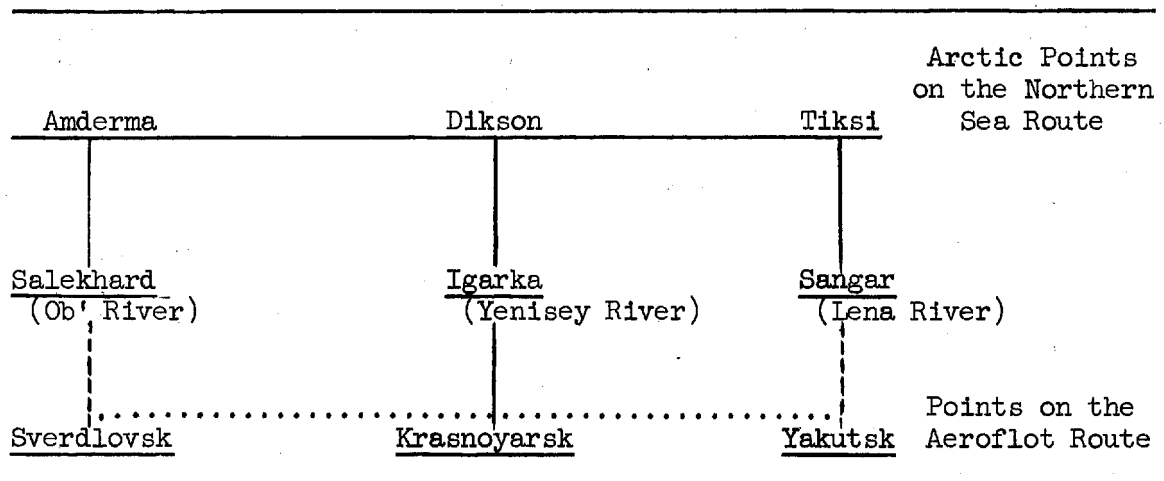 Arctic Points
on the Northern
Sea Route
Amderma Dikson Tiksi
Salekhard Igarka Sangar
(Ob' River) (Yenisey River) (Lena River)
Points on the
Aeroflot Route
Sverdlovsk Krasnoyarsk Yakutsk